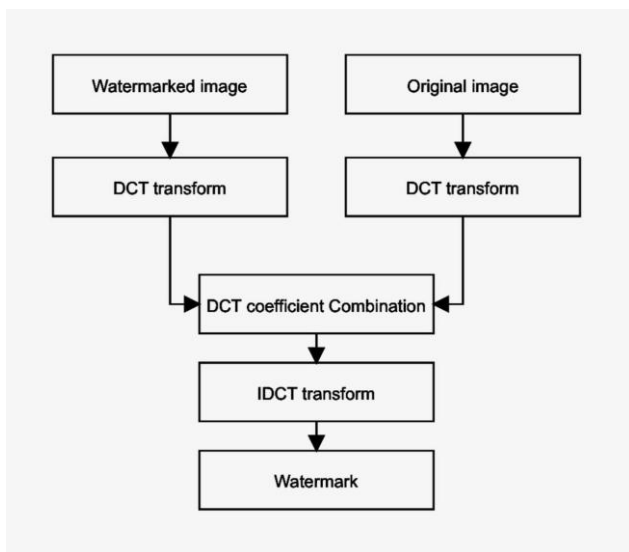 Watermarked image
Original image
DCT transform
DCT transform
DCT coefficient Combination
IDCT transform
Watermark